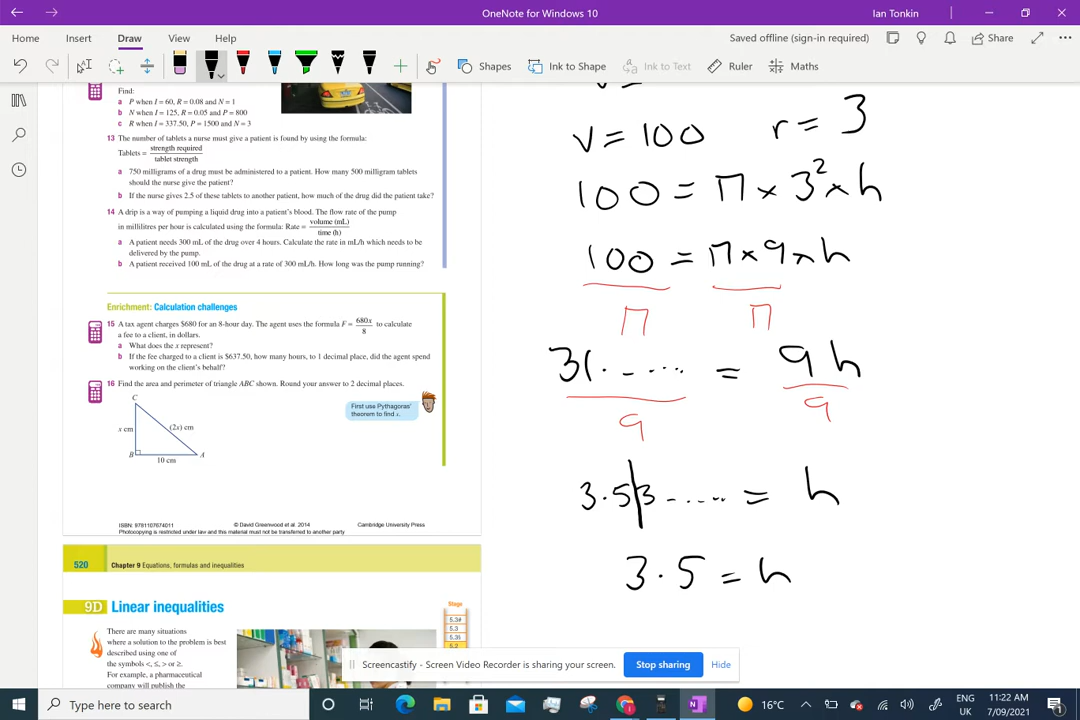 OneNote for Windows 10
Ian Tonkin
Home Insert Draw View Help
Saved offline (sign-in required)
Share
Shapes
Ink to Shape
Ink to Text
Ruler
Maths
Find:
a P when I = 60, R = 0.08 and N = 1
b N when I = 125, R = 0.05 and P = 800
c R when I = 337.50, P = 1500 and N = 3
13 The number of tablets a nurse must give a patient is found by using the formula:
Tablets = strength required
tablet strength
a 750 milligrams of a drug must be administered to a patient. How many 500 milligram tablets
should the nurse give the patient?
b If the nurse gives 2.5 of these tablets to another patient, how much of the drug did the patient take?
14 A drip is a way of pumping a liquid drug into a patient's blood. The flow rate of the pump
in millilitres per hour is calculated using the formula: Rate = volume (mL)
time (h)
a A patient needs 300 mL of the drug over 4 hours. Calculate the rate in mL/h which needs to be
delivered by the pump.
b A patient received 100 mL of the drug at a rate of 300 mL/h. How long was the pump running?
Enrichment: Calculation challenges
15 A tax agent charges $680 for an 8-hour day. The agent uses the formula F = 680x
8
to calculate
a fee to a client, in dollars.
a What does the x represent?
b If the fee charged to a client is $637.50, how many hours, to 1 decimal place, did the agent spend
working on the client's behalf?
16 Find the area and perimeter of triangle ABC shown. Round your answer to 2 decimal places.
First use Pythagoras'
theorem to find x.
C
x cm
(2x) cm
B
A
10 cm
ISBN: 9781107674011
© David Greenwood et al. 2014
Cambridge University Press
Photocopying is restricted under law and this material must not be transferred to another party
520
Chapter 9 Equations, formulas and inequalities
9D
Linear inequalities
Stage
5.3#
5.3
5.3§
5.2
There are many situations
where a solution to the problem is best
described using one of
the symbols <, ≤, > or ≥.
For example, a pharmaceutical
company will publish the
v = 100
r = 3
100 = π × 3² × h
100 = π × 9 × h
π π
31. ..... = 9h
9 9
3.5|3 ..... = h
3.5 = h
Screencastify - Screen Video Recorder is sharing your screen.
Stop sharing
Hide
Type here to search
16°C
ENG
UK
11:22 AM
7/09/2021
1